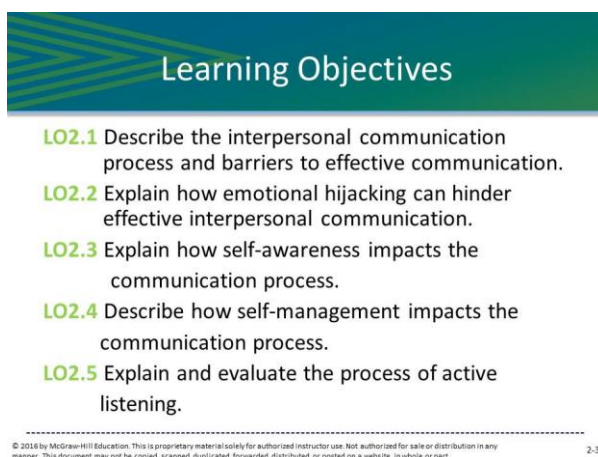 Learning Objectives
LO2.1 Describe the interpersonal communication
process and barriers to effective communication.
LO2.2 Explain how emotional hijacking can hinder
effective interpersonal communication.
LO2.3 Explain how self-awareness impacts the
communication process.
LO2.4 Describe how self-management impacts the
communication process.
LO2.5 Explain and evaluate the process of active
listening.
© 2016 by McGraw-Hill Education. This is proprietary material solely for authorized instructor use. Not authorized for sale or distribution in any
manner. This document may not be copied, scanned, duplicated, forwarded, distributed, or posted on a website, in whole or part.
2-3